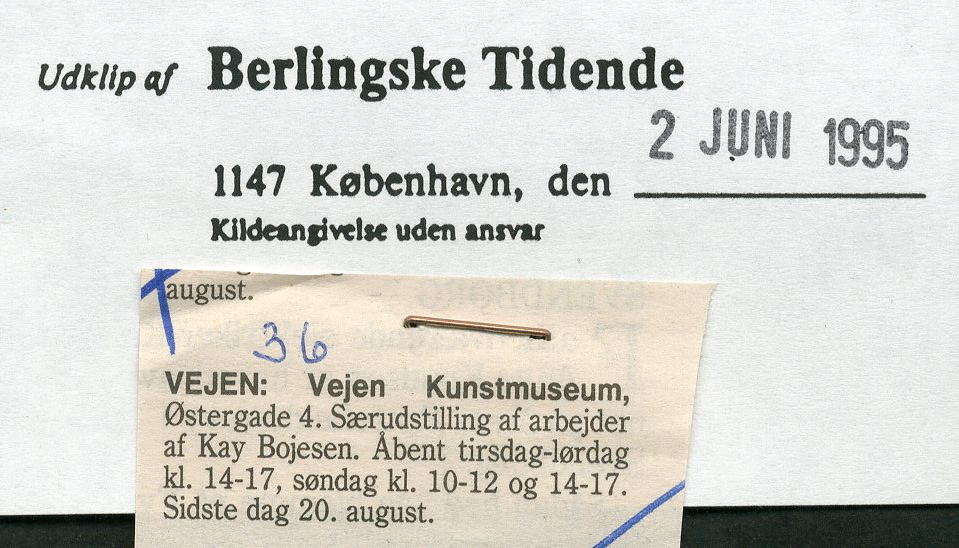 Udklip af Berlingske Tidende
2 JUNI 1995
1147 København, den
Kildeangivelse uden ansvar
august.
36
VEJEN: Vejen Kunstmuseum,
Østergade 4. Særudstilling af arbejder
af Kay Bojesen. Åbent tirsdag-lørdag
kl. 14-17, søndag kl. 10-12 og 14-17.
Sidste dag 20. august.